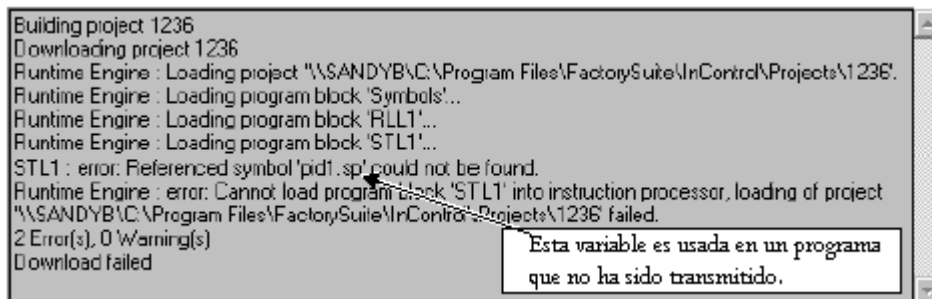 Building project 1236
Downloading project 1236
Runtime Engine : Loading project "\\SANDYB\C:\Program Files\FactorySuite\InControl\Projects\1236'.
Runtime Engine : Loading program block 'Symbols'...
Runtime Engine : Loading program block 'RLL1'...
Runtime Engine : Loading program block 'STL1'...
STL1 : error: Referenced symbol 'pid1.sp' could not be found.
Runtime Engine : error: Cannot load program block 'STL1' into instruction processor, loading of project
"\\SANDYB\C:\Program Files\FactorySuite\InControl\Projects\1236' failed.
2 Error(s), 0 Warning(s)
Download failed
Esta variable es usada en un programa
que no ha sido transmitido.